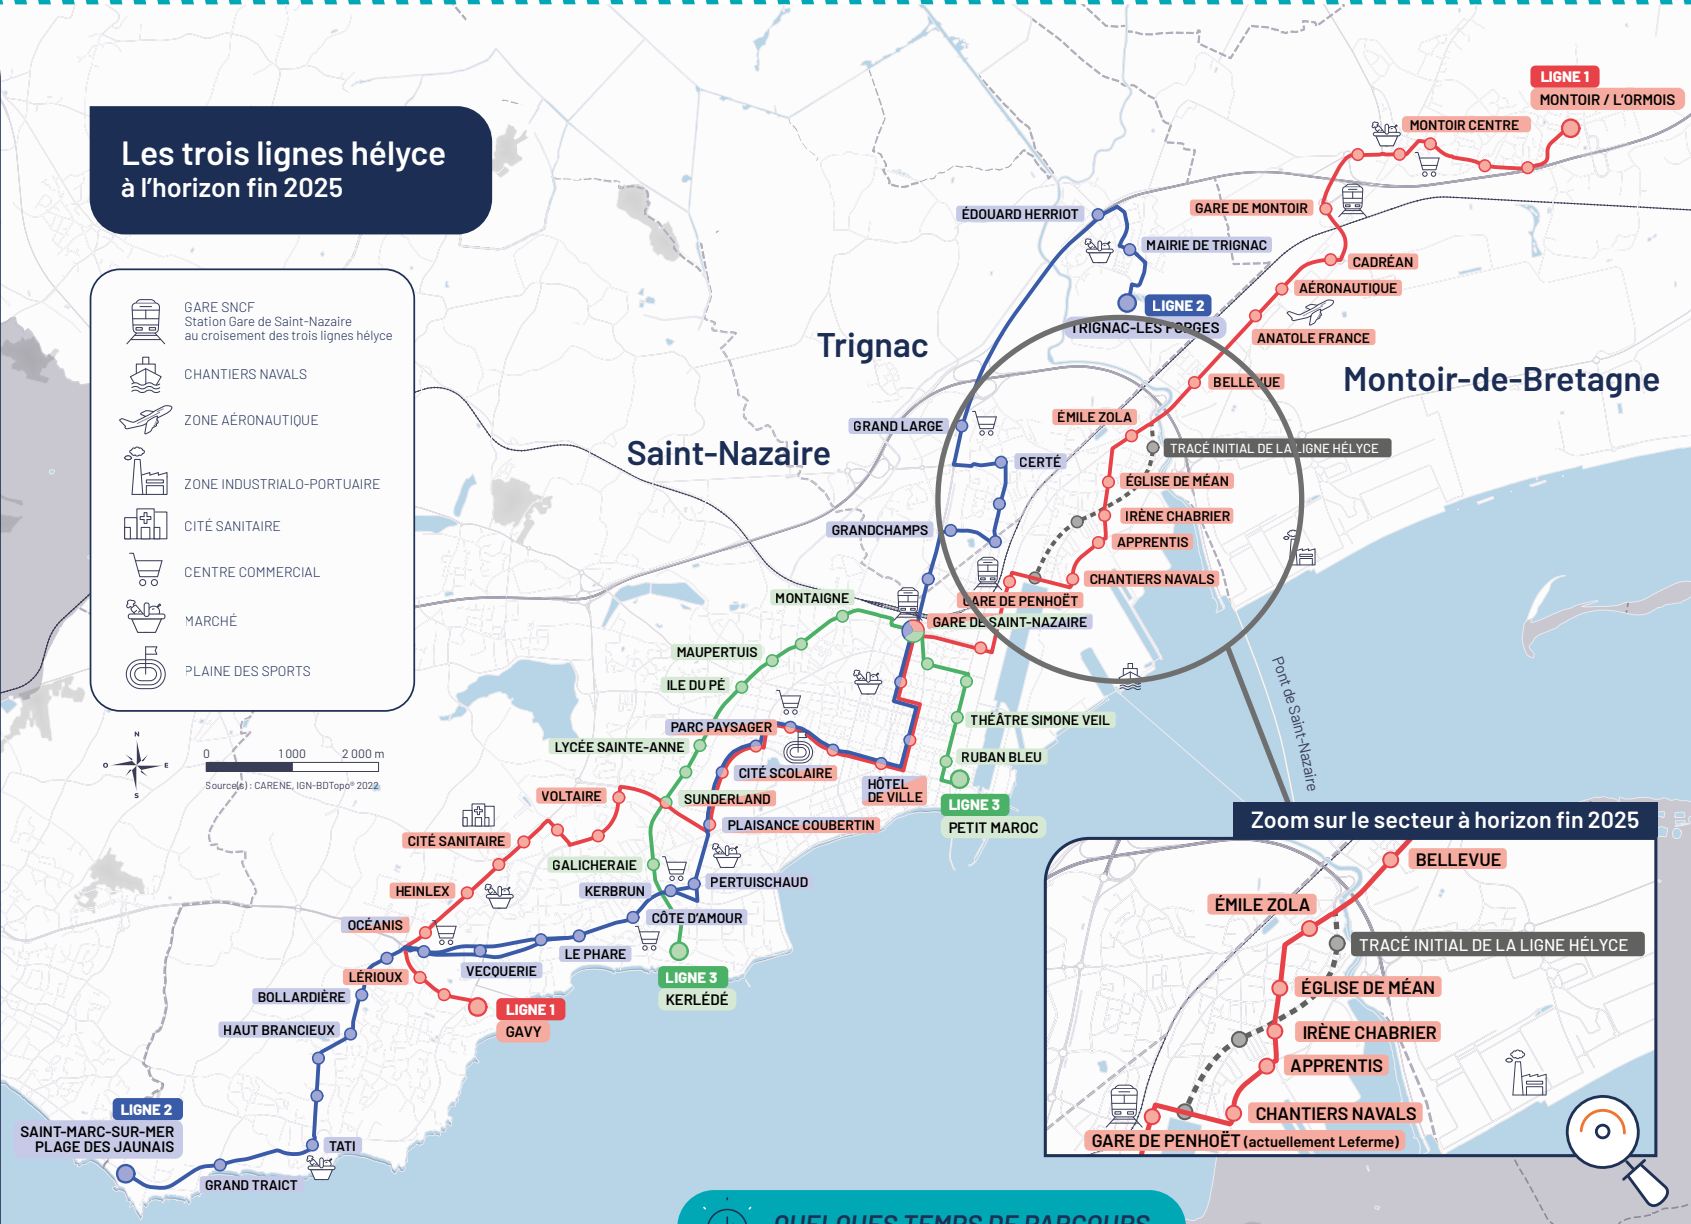 Les trois lignes hélyce
à l'horizon fin 2025
GARE SNCF
Station Gare de Saint-Nazaire
au croisement des trois lignes hélyce
CHANTIERS NAVALS
ZONE AÉRONAUTIQUE
ZONE INDUSTRIALO-PORTUAIRE
CITÉ SANITAIRE
CENTRE COMMERCIAL
MARCHÉ
PLAINE DES SPORTS
N
O
E
S
0 1 000 2 000 m
Source(s) : CARENE, IGN-BDTopo® 2022
LIGNE 1
MONTOIR / L'ORMOIS
MONTOIR CENTRE
GARE DE MONTOIR
CADRÉAN
AÉRONAUTIQUE
ANATOLE FRANCE
BELLEVUE
ÉMILE ZOLA
TRACÉ INITIAL DE LA LIGNE HÉLYCE
ÉGLISE DE MÉAN
IRÈNE CHABRIER
APPRENTIS
CHANTIERS NAVALS
GARE DE PENHOËT
GARE DE SAINT-NAZAIRE
ÉDOUARD HERRIOT
MAIRIE DE TRIGNAC
LIGNE 2
TRIGNAC-LES FORGES
Trignac
Montoir-de-Bretagne
Saint-Nazaire
GRAND LARGE
CERTÉ
GRANDCHAMPS
MONTAIGNE
MAUPERTUIS
ILE DU PÉ
PARC PAYSAGER
LYCÉE SAINTE-ANNE
CITÉ SCOLAIRE
HÔTEL
DE VILLE
THÉÂTRE SIMONE VEIL
RUBAN BLEU
LIGNE 3
PETIT MAROC
VOLTAIRE
SUNDERLAND
PLAISANCE COUBERTIN
CITÉ SANITAIRE
GALICHERAIE
HEINLEX
KERBRUN
PERTUISCHAUD
OCÉANIS
CÔTE D'AMOUR
LE PHARE
VECQUERIE
LÉRIOUX
LIGNE 3
KERLÉDÉ
BOLLARDIÈRE
LIGNE 1
GAVY
HAUT BRANCIEUX
LIGNE 2
SAINT-MARC-SUR-MER
PLAGE DES JAUNAIS
TATI
GRAND TRAICT
Pont de Saint-Nazaire
Zoom sur le secteur à horizon fin 2025
BELLEVUE
ÉMILE ZOLA
TRACÉ INITIAL DE LA LIGNE HÉLYCE
ÉGLISE DE MÉAN
IRÈNE CHABRIER
APPRENTIS
CHANTIERS NAVALS
GARE DE PENHOËT (actuellement Leferme)
QUELQUES TEMPS DE PARCOURS